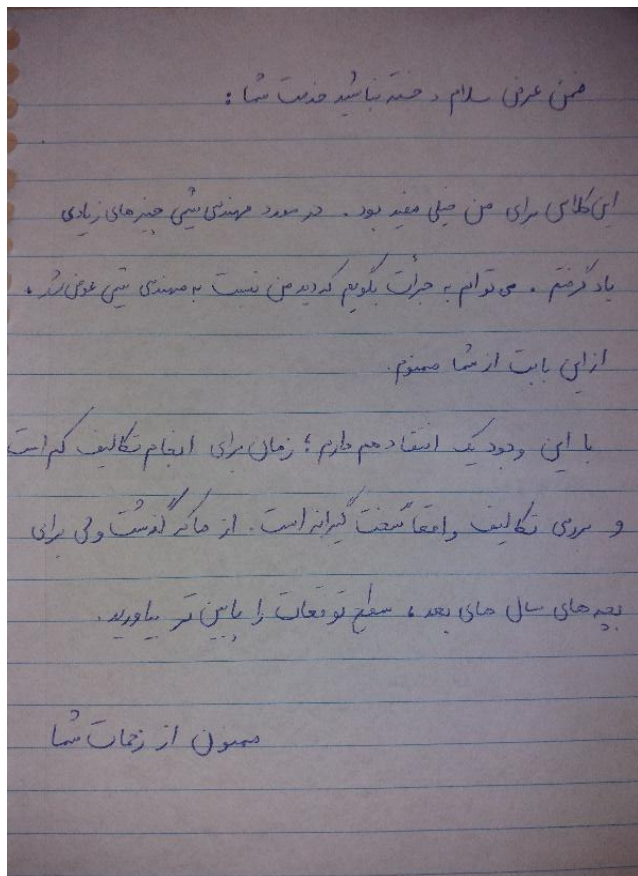 ضمن عرض سلام و خسته نباشید خدمت شما :
این کلاس برای من خیلی مفید بود . در مورد مهندسی شیمی چیزهای زیادی
یاد گرفتم . می توانم به جرأت بگویم که دید من نسبت به مهندسی شیمی عوض شد .
از این بابت از شما ممنونم .
با این وجود یک انتقاد هم دارم ؛ زمان برای انجام تکالیف کم است
و بررسی تکالیف واقعاً سخت گیرانه است . از ما که گذشت ولی برای
بچه های سال های بعد ، سطح توقعات را پایین تر بیاورید .
ممنون از زحمات شما